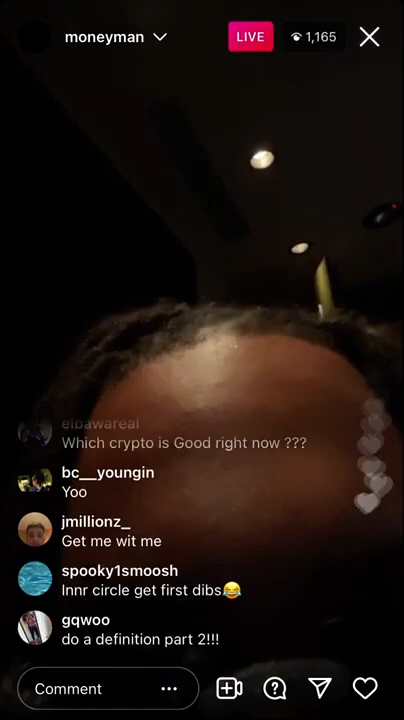 moneyman
LIVE
1,165
elbawareal
Which crypto is Good right now ???
bc__youngin
Yoo
jmillionz_
Get me wit me
spooky1smoosh
Innr circle get first dibs😂
gqwoo
do a definition part 2!!!
Comment